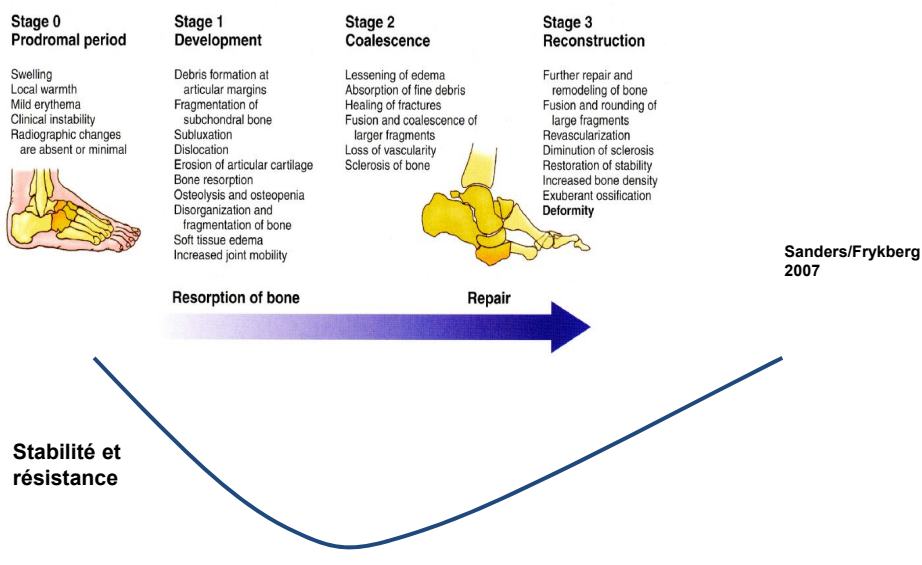 Stage 0
Prodromal period
Swelling
Local warmth
Mild erythema
Clinical instability
Radiographic changes
are absent or minimal
Stage 1
Development
Debris formation at
articular margins
Fragmentation of
subchondral bone
Subluxation
Dislocation
Erosion of articular cartilage
Bone resorption
Osteolysis and osteopenia
Disorganization and
fragmentation of bone
Soft tissue edema
Increased joint mobility
Stage 2
Coalescence
Lessening of edema
Absorption of fine debris
Healing of fractures
Fusion and coalescence of
larger fragments
Loss of vascularity
Sclerosis of bone
Stage 3
Reconstruction
Further repair and
remodeling of bone
Fusion and rounding of
large fragments
Revascularization
Diminution of sclerosis
Restoration of stability
Increased bone density
Exuberant ossification
Deformity
Sanders/Frykberg
2007
Resorption of bone
Repair
Stabilité et
résistance